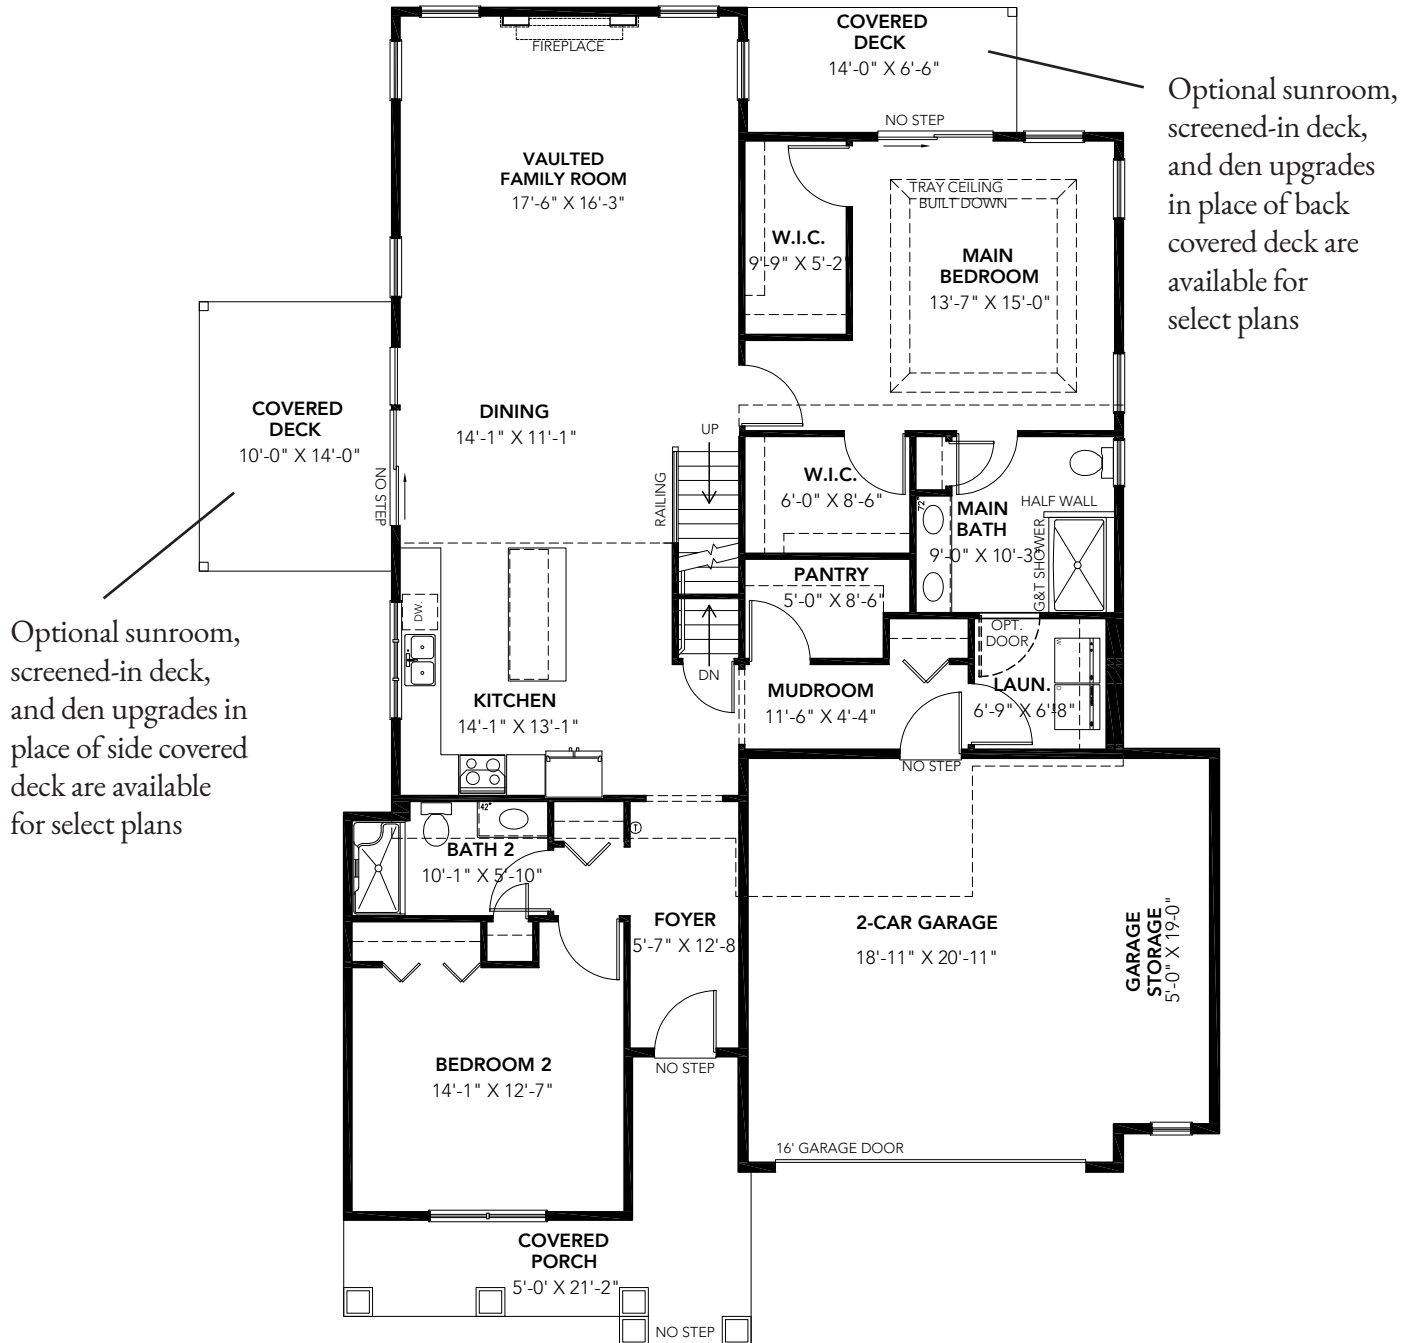 COVERED
DECK
14'-0" X 6'-6"
FIREPLACE
Optional sunroom,
screened-in deck,
and den upgrades
in place of back
covered deck are
available for
select plans
NO STEP
VAULTED
FAMILY ROOM
17'-6" X 16'-3"
TRAY CEILING
BUILT DOWN
W.I.C.
9'-9" X 5'-2"
MAIN
BEDROOM
13'-7" X 15'-0"
COVERED
DECK
10'-0" X 14'-0"
NO STEP
DINING
14'-1" X 11'-1"
UP
RAILING
W.I.C.
6'-0" X 8'-6"
72"
MAIN
BATH
9'-0" X 10'-3"
HALF WALL
G&T SHOWER
PANTRY
5'-0" X 8'-6"
DW.
OPT.
DOOR
W
D
Optional sunroom,
screened-in deck,
and den upgrades in
place of side covered
deck are available
for select plans
KITCHEN
14'-1" X 13'-1"
DN
MUDROOM
11'-6" X 4'-4"
LAUN.
6'-9" X 6'-8"
NO STEP
42"
T
BATH 2
10'-1" X 5'-10"
FOYER
5'-7" X 12'-8
2-CAR GARAGE
18'-11" X 20'-11"
GARAGE
STORAGE
5'-0" X 19'-0"
BEDROOM 2
14'-1" X 12'-7"
NO STEP
16' GARAGE DOOR
COVERED
PORCH
5'-0' X 21'-2"
NO STEP